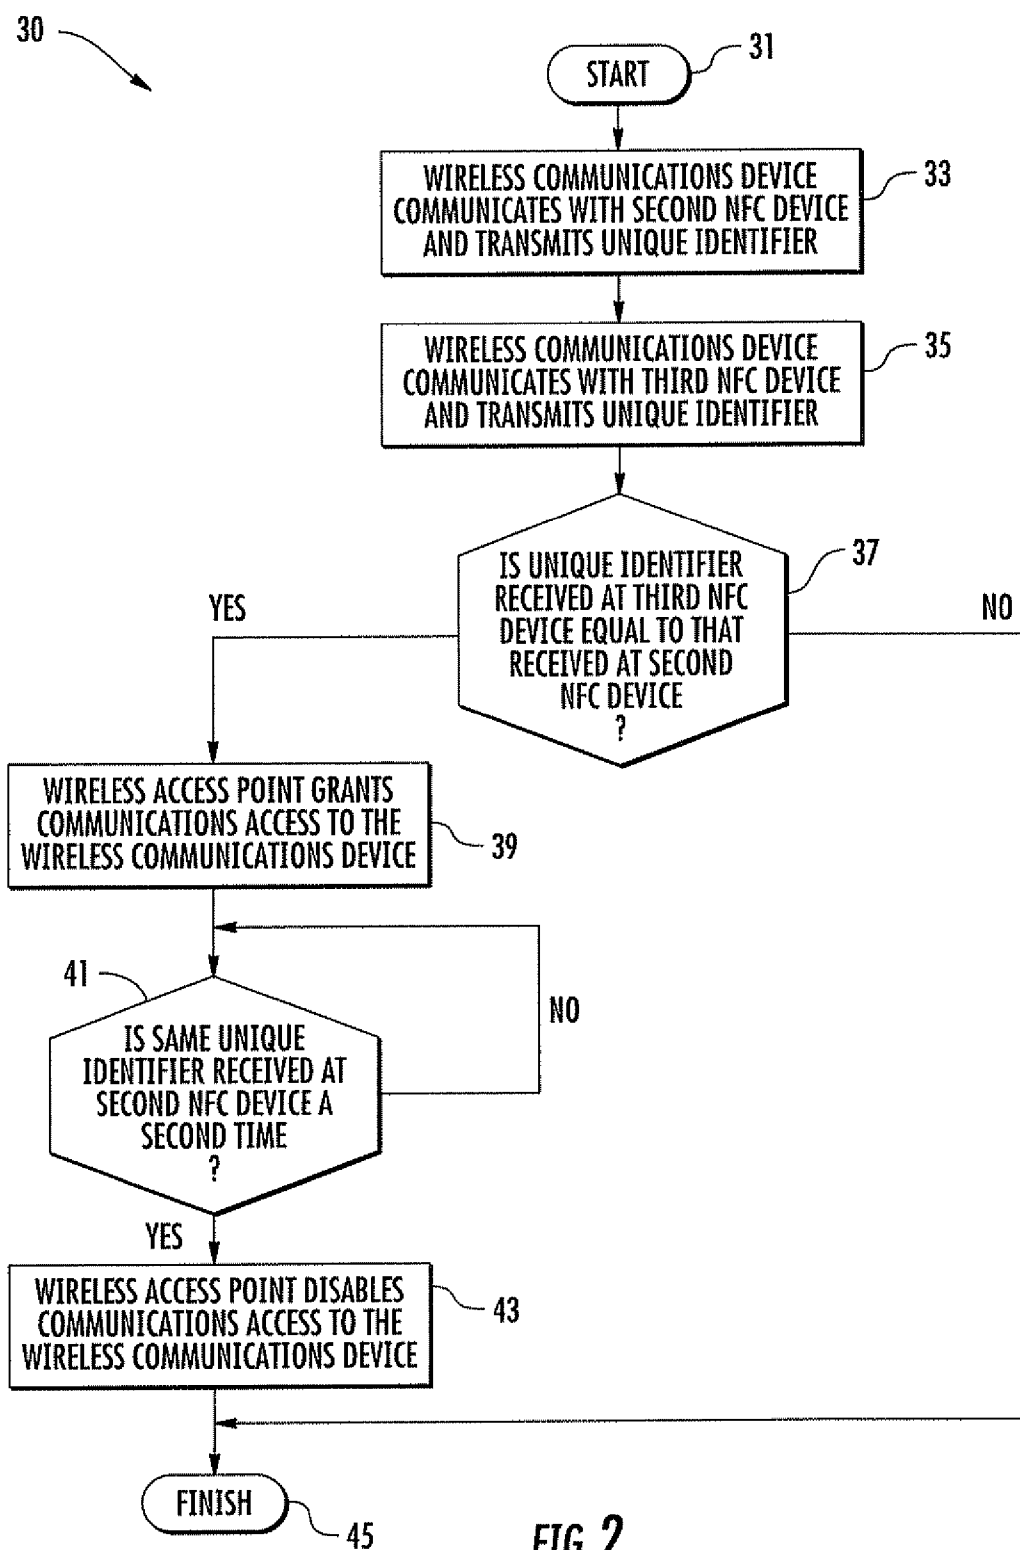 30
31
START
WIRELESS COMMUNICATIONS DEVICE
COMMUNICATES WITH SECOND NFC DEVICE
AND TRANSMITS UNIQUE IDENTIFIER
33
WIRELESS COMMUNICATIONS DEVICE
COMMUNICATES WITH THIRD NFC DEVICE
AND TRANSMITS UNIQUE IDENTIFIER
35
IS UNIQUE IDENTIFIER
RECEIVED AT THIRD NFC
DEVICE EQUAL TO THAT
RECEIVED AT SECOND
NFC DEVICE
?
37
YES
NO
WIRELESS ACCESS POINT GRANTS
COMMUNICATIONS ACCESS TO THE
WIRELESS COMMUNICATIONS DEVICE
39
41
IS SAME UNIQUE
IDENTIFIER RECEIVED AT
SECOND NFC DEVICE A
SECOND TIME
?
NO
YES
WIRELESS ACCESS POINT DISABLES
COMMUNICATIONS ACCESS TO THE
WIRELESS COMMUNICATIONS DEVICE
43
FINISH
45
FIG. 2